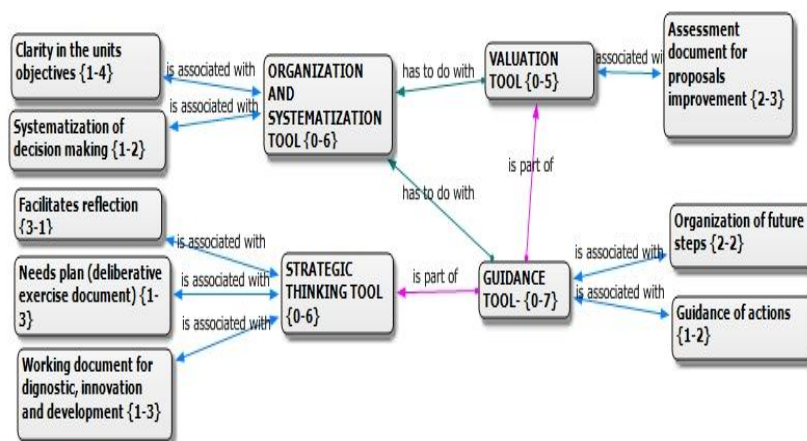 Clarity in the units
objectives {1-4}
is associated with
ORGANIZATION
AND
SYSTEMATIZATION
TOOL {0-6}
has to do with
VALUATION
TOOL {0-5}
associated wi
Assessment
document for
proposals
improvement {2-3}
Systematization of
decision making {1-2}
is associated with
is part of
Facilitates reflection
{3-1}
is associated with
has to do with
Organization of future
steps {2-2}
is associated with
Needs plan (deliberative
exercise document) {1-
3}
is associated with
STRATEGIC
THINKING TOOL
{0-6}
is part of
GUIDANCE
TOOL- {0-7}
is associated with
Guidance of actions
{1-2}
Working document for
dignostic, innovation
and development {1-3}
is associated with